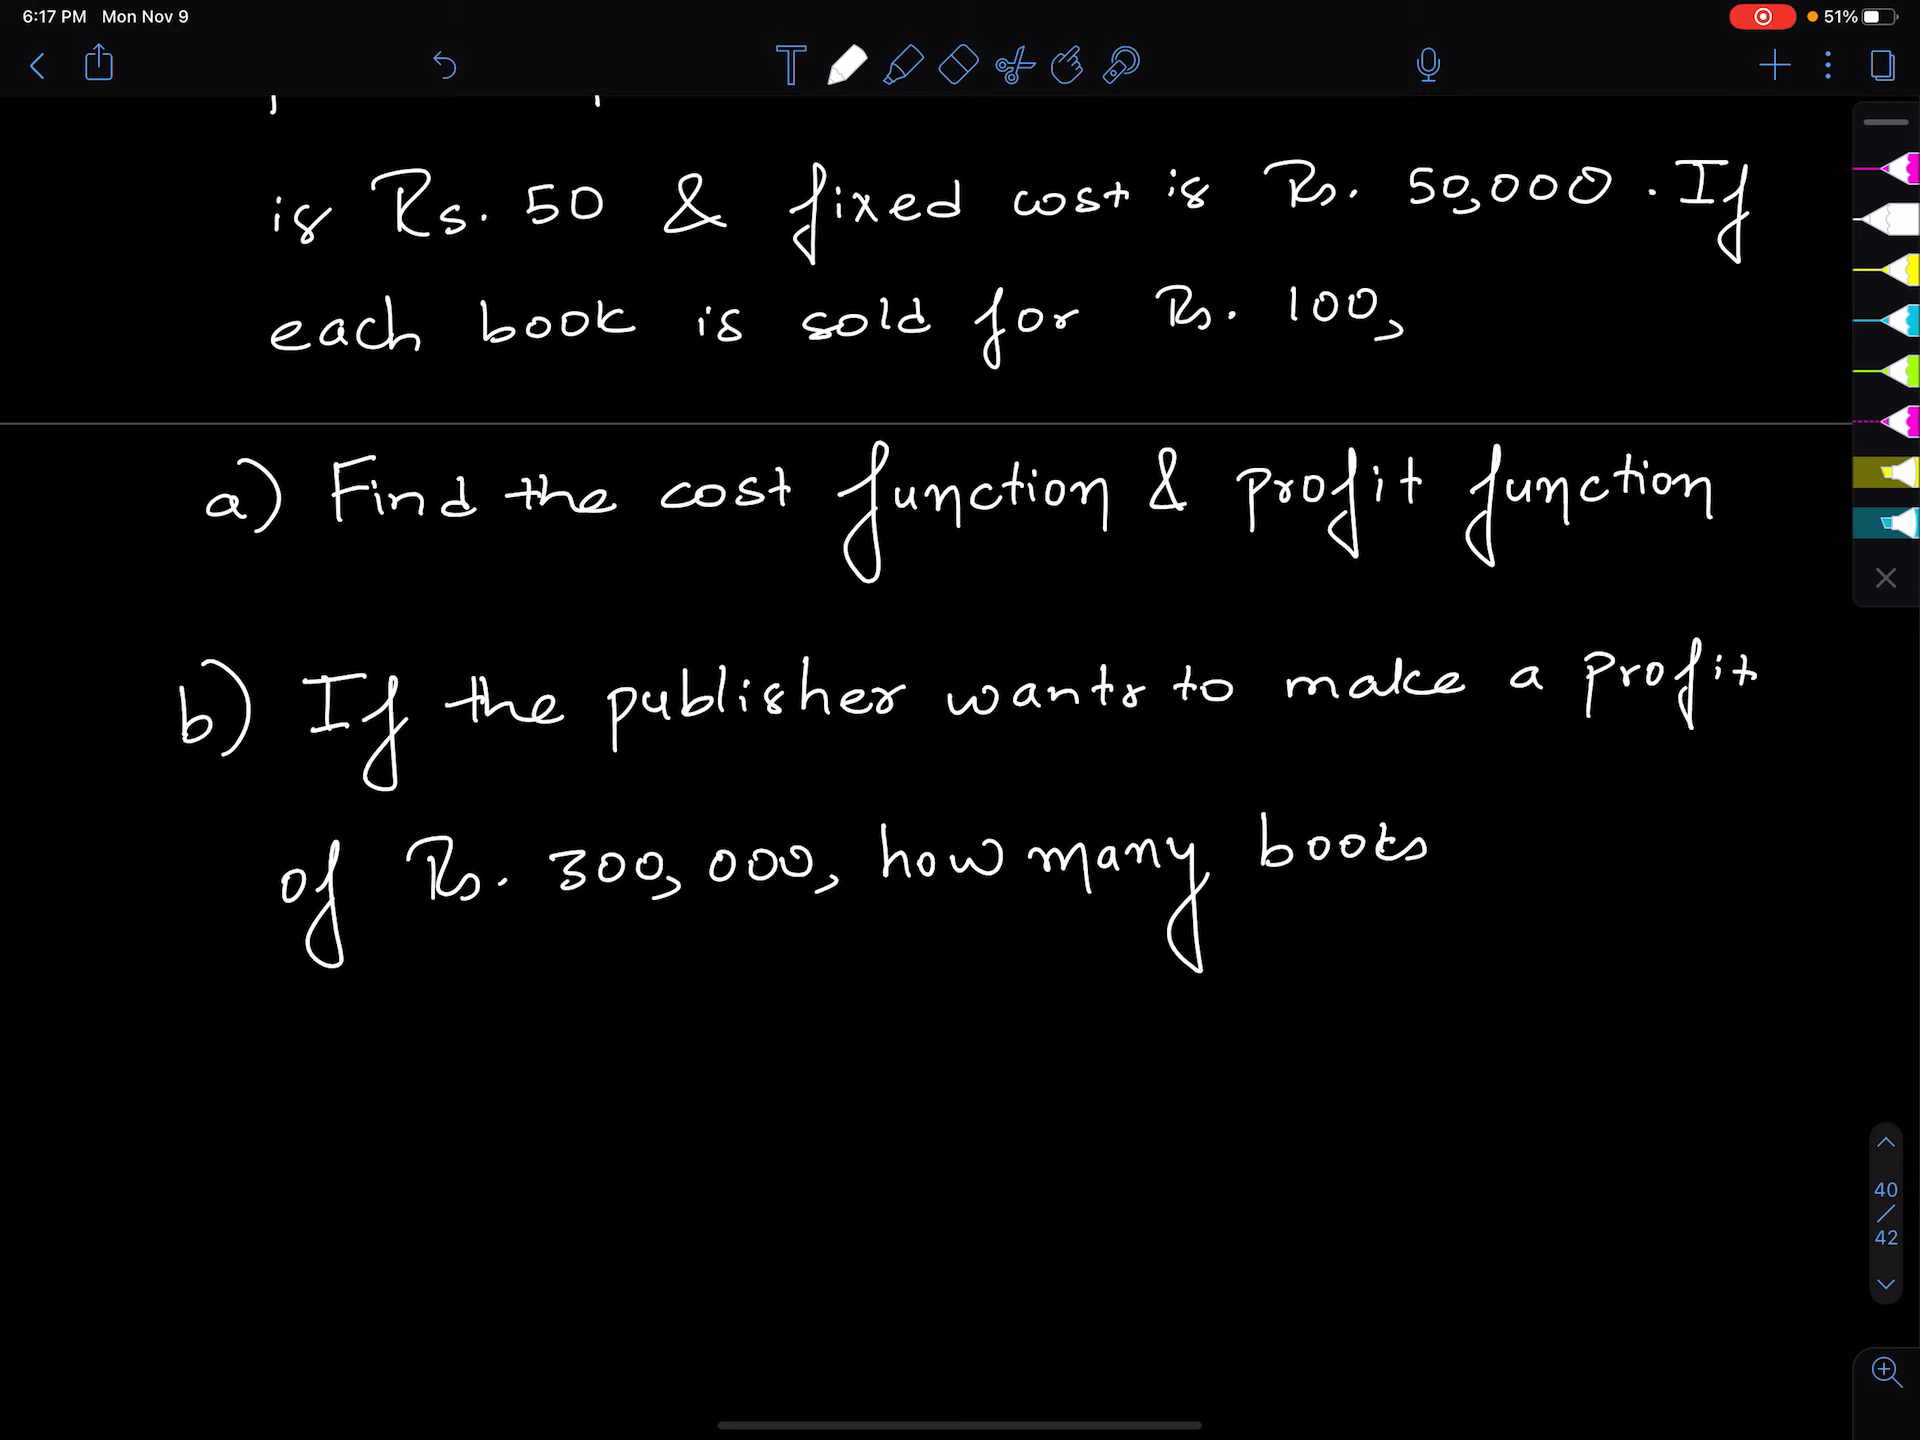 6:17 PM Mon Nov 9
51%
T
is Rs. 50 & fixed cost is Rs. 50,000. If
each book is sold for Rs. 100,
a) Find the cost function & profit function
b) If the publisher wants to make a profit
of Rs. 300,000, how many books
40
/
42